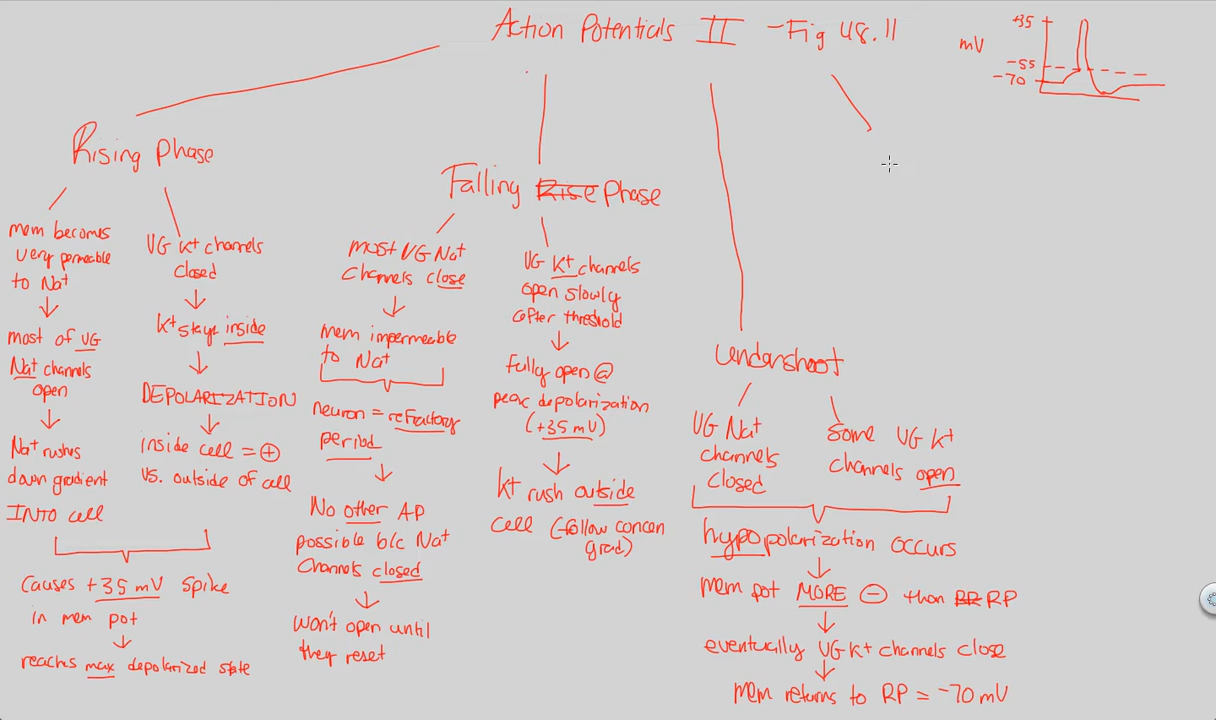 Action Potentials II - Fig 48.11
+35
mV
-55
-70
Rising Phase
mem becomes
very permeable
to Na+
↓
most of VG
Na+ channels
open
↓
Na+ rushes
down gradient
INTO cell
VG K+ channels
closed
↓
K+ stays inside
↓
DEPOLARIZATION
↓
inside cell = ⊕
vs. outside of cell
Causes +35 mV spike
in mem pot
↓
reaches max depolarized state
Falling Rise Phase
most VG Na+
channels close
↓
mem impermeable
to Na+
neuron = refractory
period
↓
No other AP
possible b/c Na+
channels closed
↓
won't open until
they reset
VG K+ channels
open slowly
after threshold
↓
Fully open @
peak depolarization
(+35 mV)
↓
K+ rush outside
cell (follow concen
grad)
undershoot
VG Na+
channels
closed
some VG K+
channels open
hypopolarization occurs
↓
mem pot MORE ⊖ than RR RP
↓
eventually VG K+ channels close
↓
mem returns to RP = -70 mV